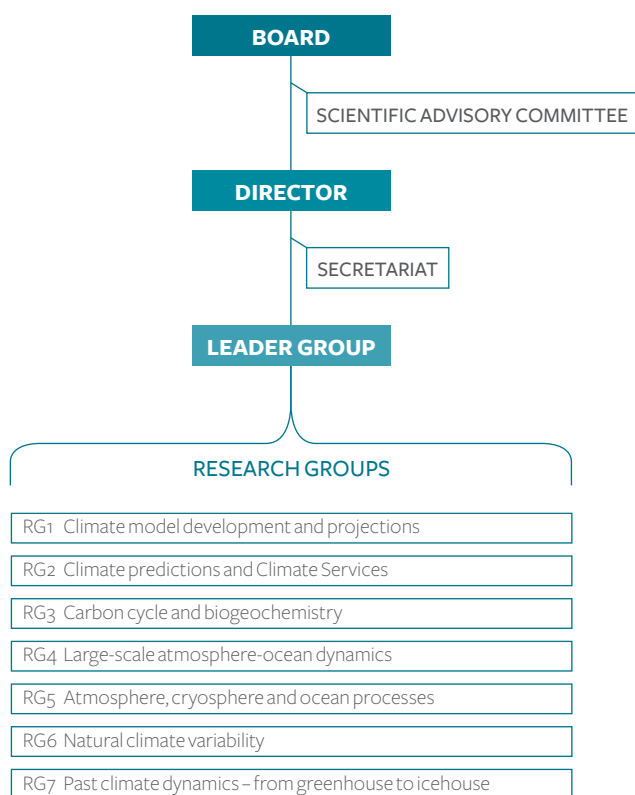 BOARD
SCIENTIFIC ADVISORY COMMITTEE
DIRECTOR
SECRETARIAT
LEADER GROUP
RESEARCH GROUPS
RG1 Climate model development and projections
RG2 Climate predictions and Climate Services
RG3 Carbon cycle and biogeochemistry
RG4 Large-scale atmosphere-ocean dynamics
RG5 Atmosphere, cryosphere and ocean processes
RG6 Natural climate variability
RG7 Past climate dynamics – from greenhouse to icehouse